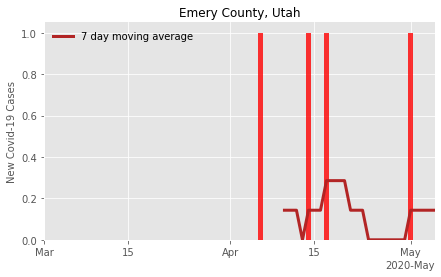 Emery County, Utah
7 day moving average
New Covid-19 Cases
1.0
0.8
0.6
0.4
0.2
0.0
Mar 15 Apr 15 May
2020-May